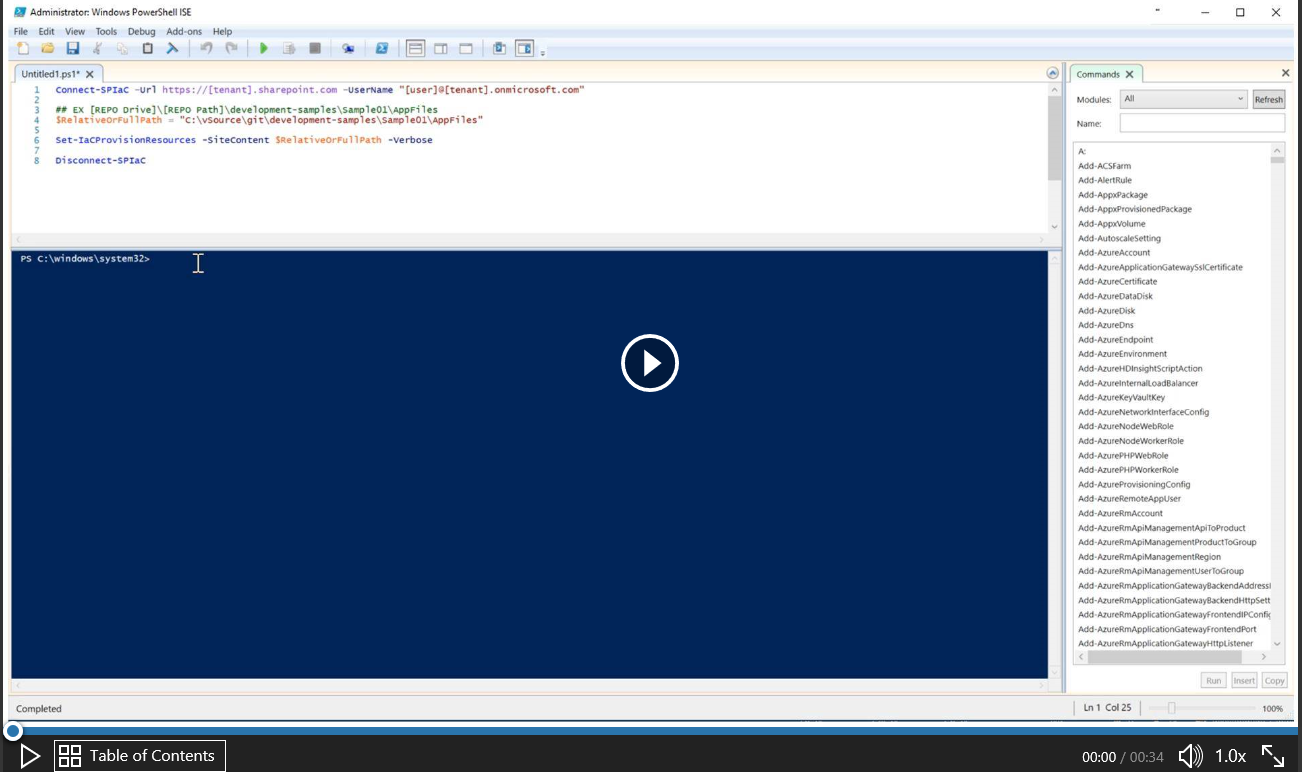 Administrator: Windows PowerShell ISE
File Edit View Tools Debug Add-ons Help
Untitled1.ps1* X
1 Connect-SPIaC -Url https://[tenant].sharepoint.com -UserName "[user]@[tenant].onmicrosoft.com"
2
3 ## EX [REPO Drive]\[REPO Path]\development-samples\Sample01\AppFiles
4 $RelativeOrFullPath = "C:\vSource\git\development-samples\Sample01\AppFiles"
5
6 Set-IaCProvisionResources -SiteContent $RelativeOrFullPath -Verbose
7
8 Disconnect-SPIaC
PS C:\windows\system32>
Commands X
Modules: All Refresh
Name:
A:
Add-ACSFarm
Add-AlertRule
Add-AppxPackage
Add-AppxProvisionedPackage
Add-AppxVolume
Add-AutoscaleSetting
Add-AzureAccount
Add-AzureApplicationGatewaySslCertificate
Add-AzureCertificate
Add-AzureDataDisk
Add-AzureDisk
Add-AzureDns
Add-AzureEndpoint
Add-AzureEnvironment
Add-AzureHDInsightScriptAction
Add-AzureInternalLoadBalancer
Add-AzureKeyVaultKey
Add-AzureNetworkInterfaceConfig
Add-AzureNodeWebRole
Add-AzureNodeWorkerRole
Add-AzurePHPWebRole
Add-AzurePHPWorkerRole
Add-AzureProvisioningConfig
Add-AzureRemoteAppUser
Add-AzureRmAccount
Add-AzureRmApiManagementApiToProduct
Add-AzureRmApiManagementProductToGroup
Add-AzureRmApiManagementRegion
Add-AzureRmApiManagementUserToGroup
Add-AzureRmApplicationGatewayBackendAddress
Add-AzureRmApplicationGatewayBackendHttpSett
Add-AzureRmApplicationGatewayFrontendIPConfig
Add-AzureRmApplicationGatewayFrontendPort
Add-AzureRmApplicationGatewayHttpListener
Run Insert Copy
Completed Ln 1 Col 25 100%
Table of Contents 00:00 / 00:34 1.0x